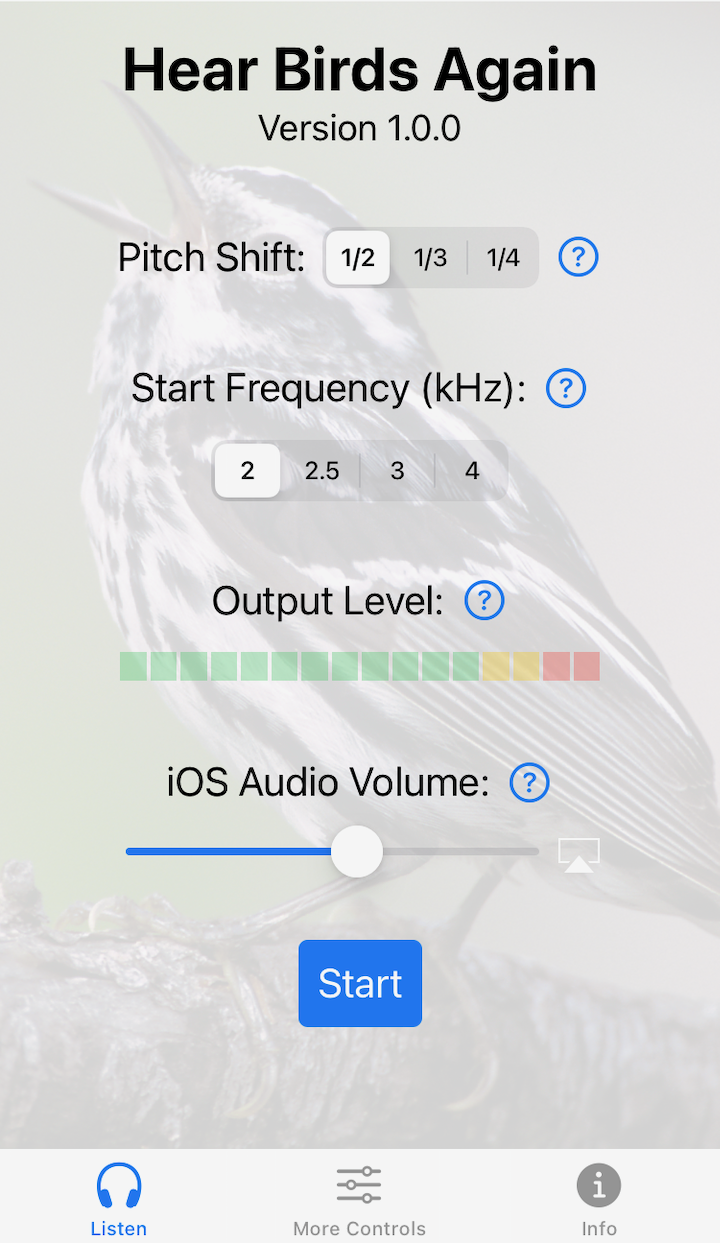 Hear Birds Again
Version 1.0.0
Pitch Shift: 1/2 1/3 1/4 ?
Start Frequency (kHz): ?
2 2.5 3 4
Output Level: ?
iOS Audio Volume: ?
Start
Listen More Controls Info